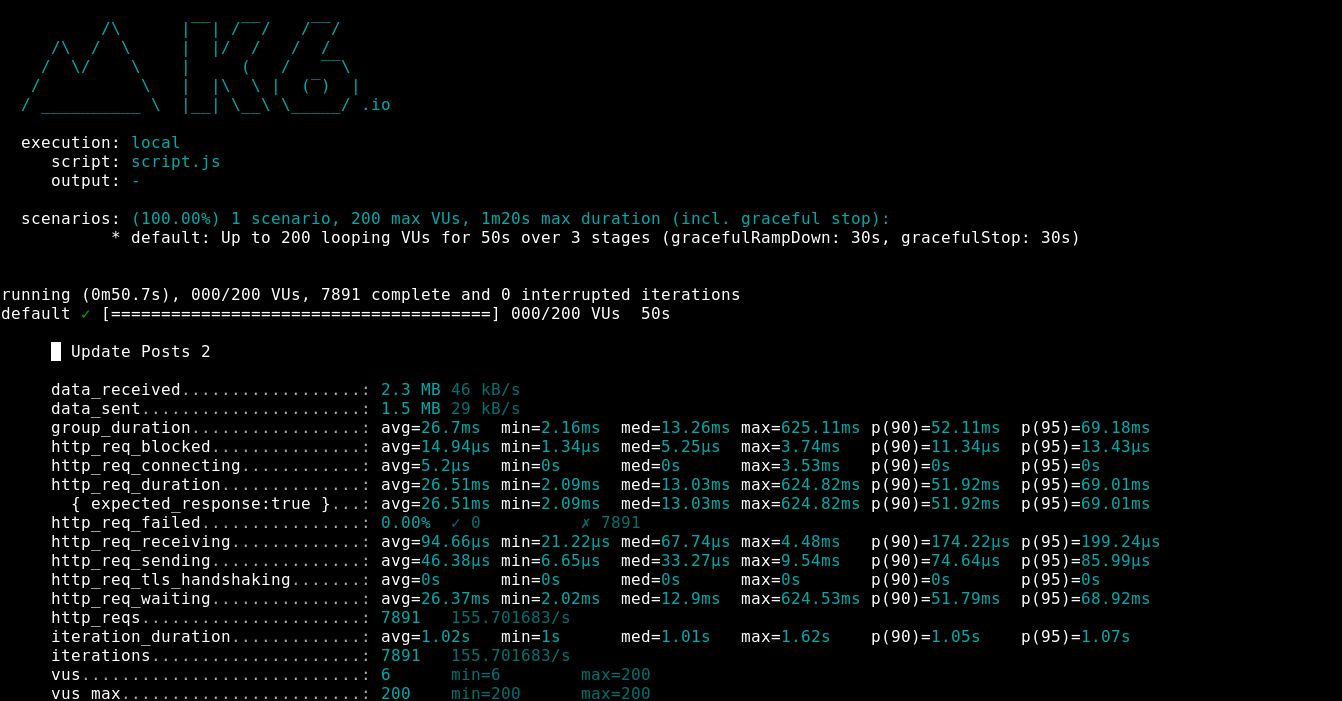 /\      |‾‾| /‾‾/   /‾‾/
     /\  /  \     |  |/  /   /  /
    /  \/    \    |     (   /   ‾‾\
   /          \   |  |\  \ |  (‾)  |
  / __________ \  |__| \__\ \_____/ .io
execution: local
script: script.js
output: -
scenarios: (100.00%) 1 scenario, 200 max VUs, 1m20s max duration (incl. graceful stop):
* default: Up to 200 looping VUs for 50s over 3 stages (gracefulRampDown: 30s, gracefulStop: 30s)
running (0m50.7s), 000/200 VUs, 7891 complete and 0 interrupted iterations
default ✓ [======================================] 000/200 VUs  50s
█ Update Posts 2
data_received..................: 2.3 MB 46 kB/s
data_sent......................: 1.5 MB 29 kB/s
group_duration.................: avg=26.7ms  min=2.16ms  med=13.26ms max=625.11ms p(90)=52.11ms  p(95)=69.18ms
http_req_blocked...............: avg=14.94µs min=1.34µs  med=5.25µs  max=3.74ms   p(90)=11.34µs  p(95)=13.43µs
http_req_connecting............: avg=5.2µs   min=0s      med=0s      max=3.53ms   p(90)=0s       p(95)=0s
http_req_duration..............: avg=26.51ms min=2.09ms  med=13.03ms max=624.82ms p(90)=51.92ms  p(95)=69.01ms
{ expected_response:true }...: avg=26.51ms min=2.09ms  med=13.03ms max=624.82ms p(90)=51.92ms  p(95)=69.01ms
http_req_failed................: 0.00%  ✓ 0          ✗ 7891
http_req_receiving.............: avg=94.66µs min=21.22µs med=67.74µs max=4.48ms   p(90)=174.22µs p(95)=199.24µs
http_req_sending...............: avg=46.38µs min=6.65µs  med=33.27µs max=9.54ms   p(90)=74.64µs  p(95)=85.99µs
http_req_tls_handshaking.......: avg=0s      min=0s      med=0s      max=0s       p(90)=0s       p(95)=0s
http_req_waiting...............: avg=26.37ms min=2.02ms  med=12.9ms  max=624.53ms p(90)=51.79ms  p(95)=68.92ms
http_reqs......................: 7891   155.701683/s
iteration_duration.............: avg=1.02s   min=1s      med=1.01s   max=1.62s    p(90)=1.05s    p(95)=1.07s
iterations.....................: 7891   155.701683/s
vus............................: 6      min=6        max=200
vus_max........................: 200    min=200      max=200